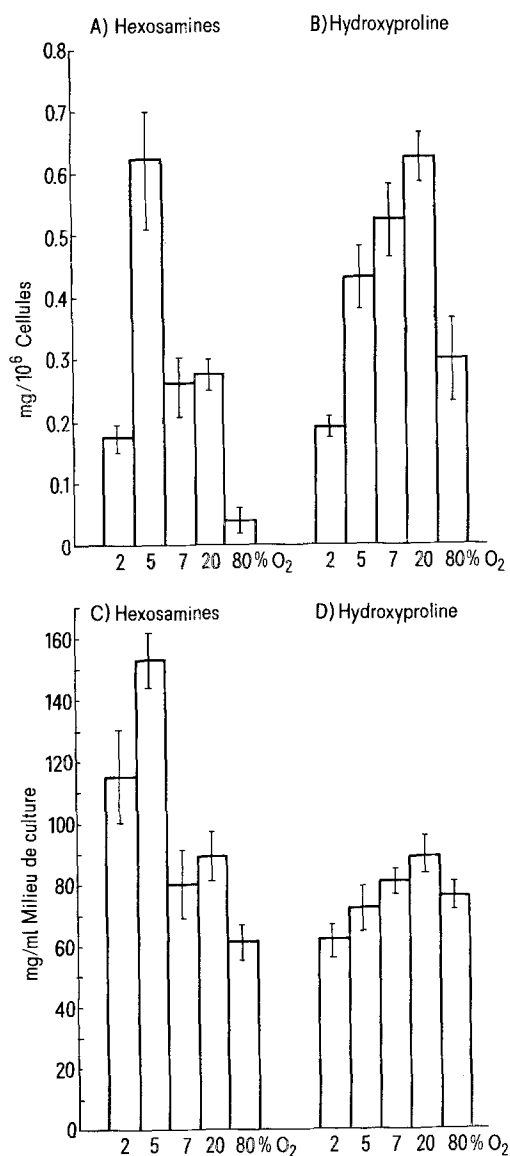 A) Hexosamines
B) Hydroxyproline
mg/10⁶ Cellules
0.8
0.7
0.6
0.5
0.4
0.3
0.2
0.1
0
2 5 7 20 80% O₂
2 5 7 20 80% O₂
C) Hexosamines
D) Hydroxyproline
mg/ml Milieu de culture
160
140
120
100
80
60
40
20
0
2 5 7 20 80% O₂
2 5 7 20 80% O₂